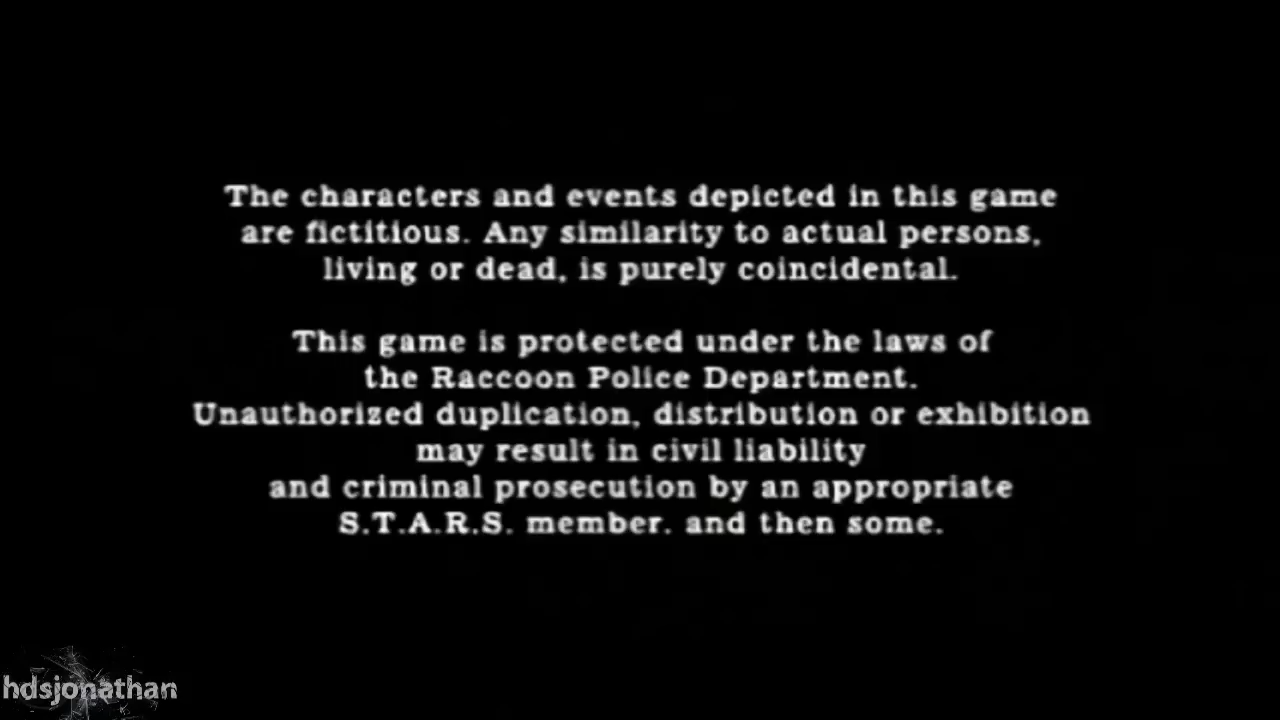 The characters and events depicted in this game
are fictitious. Any similarity to actual persons,
living or dead, is purely coincidental.
This game is protected under the laws of
the Raccoon Police Department.
Unauthorized duplication, distribution or exhibition
may result in civil liability
and criminal prosecution by an appropriate
S.T.A.R.S. member. and then some.
hdsjonathan